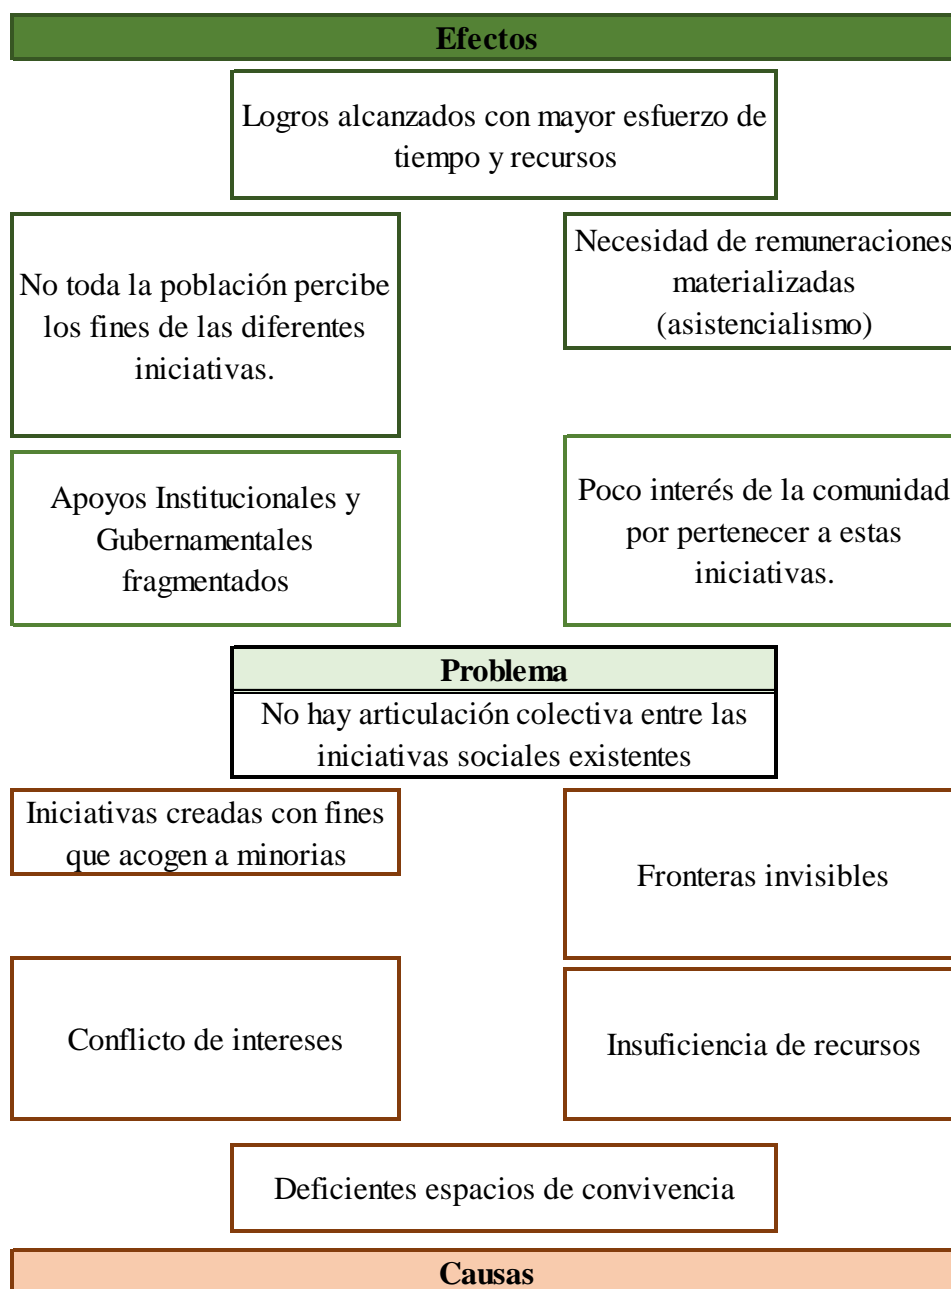 Efectos
Logros alcanzados con mayor esfuerzo de
tiempo y recursos
No toda la población percibe
los fines de las diferentes
iniciativas.
Necesidad de remuneraciones
materializadas
(asistencialismo)
Apoyos Institucionales y
Gubernamentales
fragmentados
Poco interés de la comunidad
por pertenecer a estas
iniciativas.
Problema
No hay articulación colectiva entre las
iniciativas sociales existentes
Iniciativas creadas con fines
que acogen a minorias
Fronteras invisibles
Conflicto de intereses
Insuficiencia de recursos
Deficientes espacios de convivencia
Causas